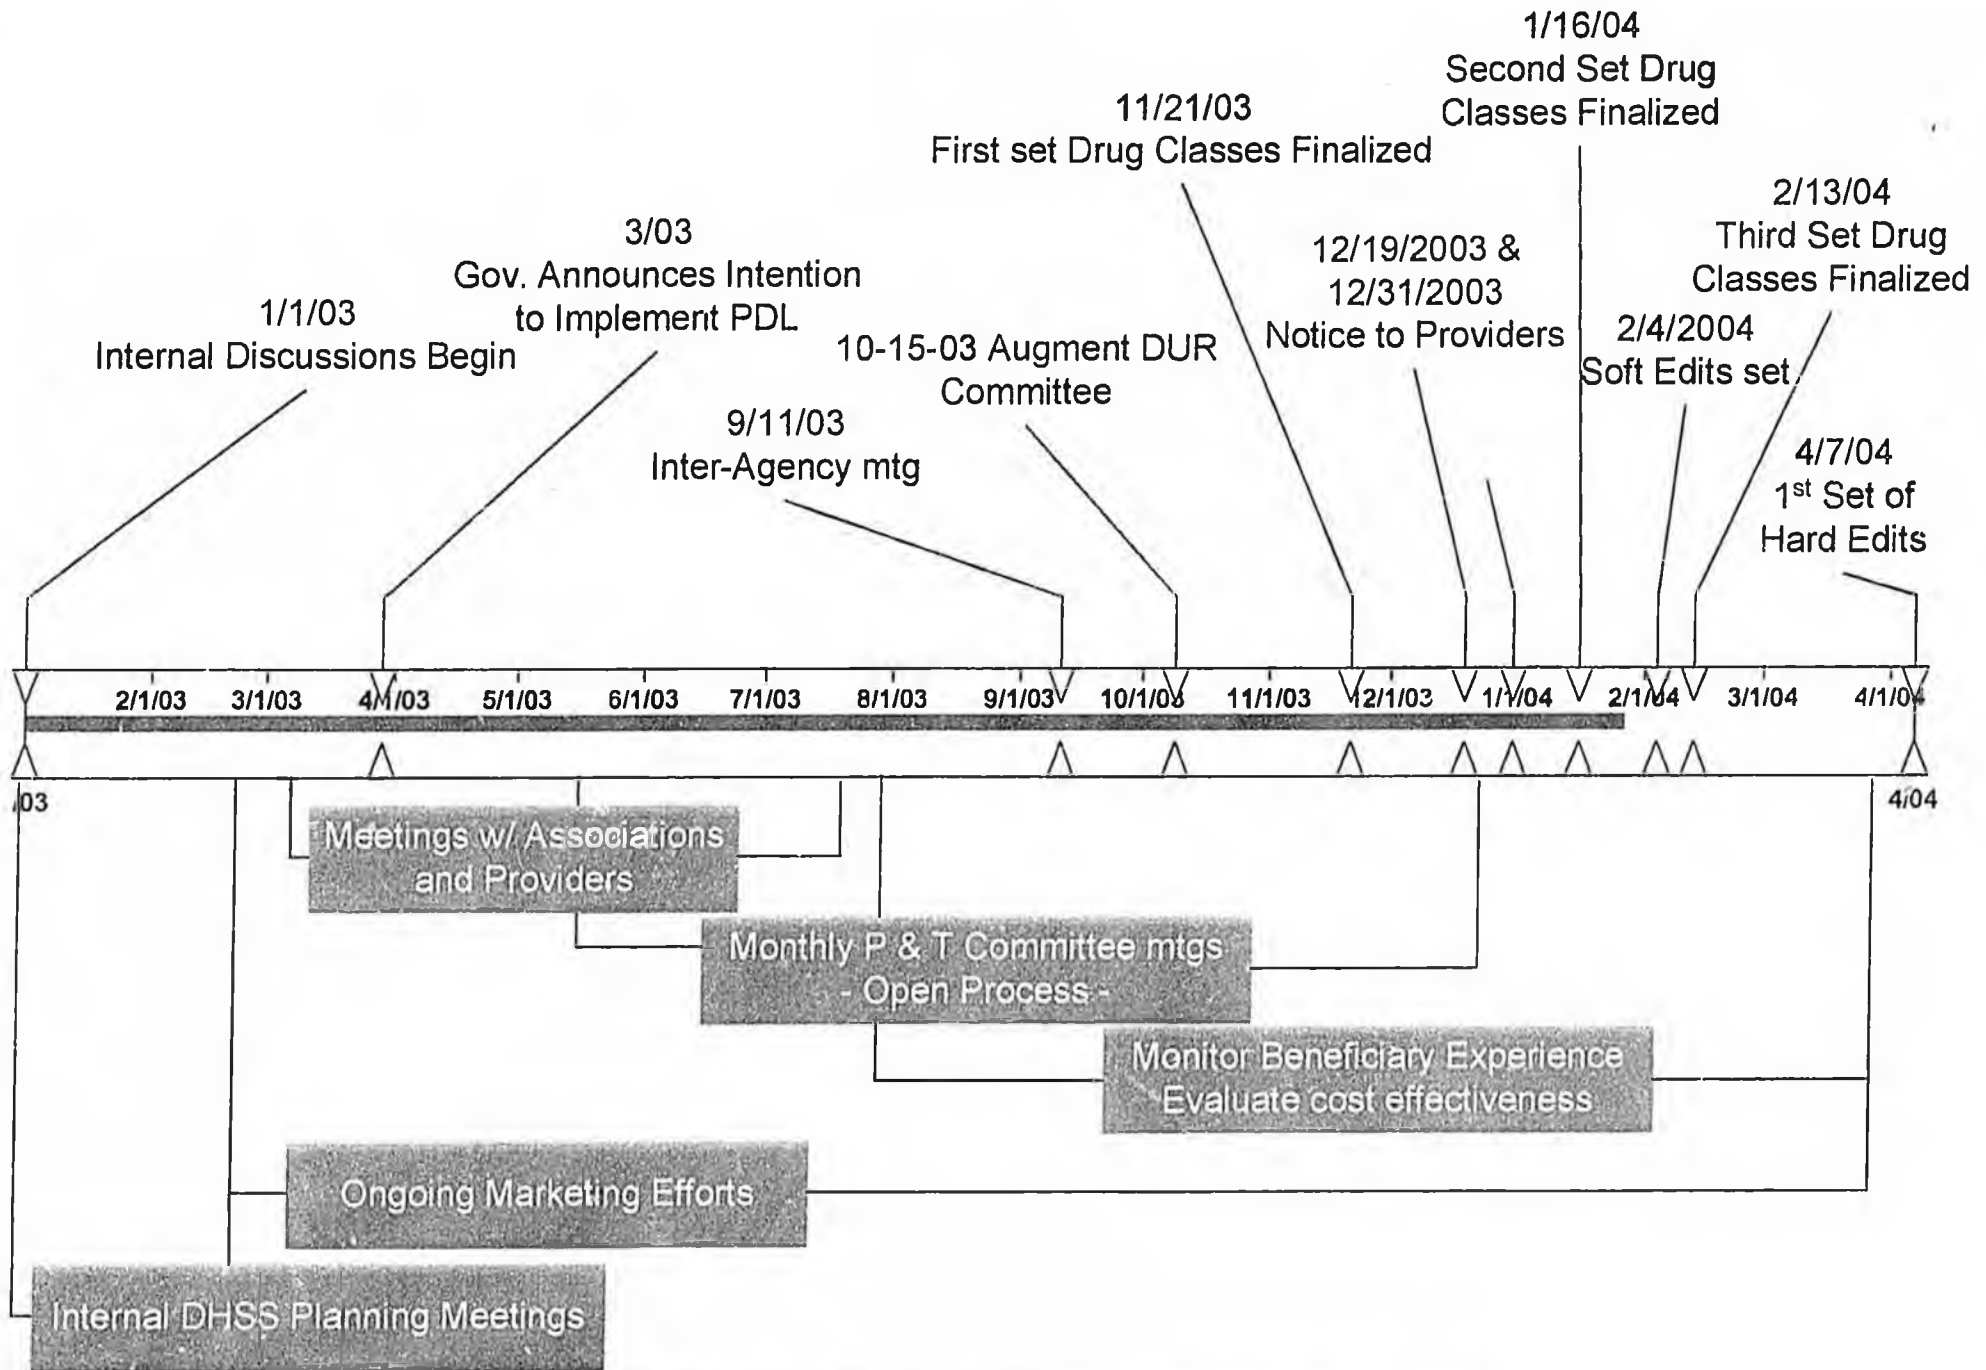 1/16/04
Second Set Drug
Classes Finalized
11/21/03
First set Drug Classes Finalized
2/13/04
Third Set Drug
Classes Finalized
3/03
Gov. Announces Intention
to Implement PDL
12/19/2003 &
12/31/2003
Notice to Providers
1/1/03
Internal Discussions Begin
10-15-03 Augment DUR
Committee
2/4/2004
Soft Edits set
9/11/03
Inter-Agency mtg
4/7/04
1st Set of
Hard Edits
2/1/03 3/1/03 4/1/03 5/1/03 6/1/03 7/1/03 8/1/03 9/1/03 10/1/03 11/1/03 12/1/03 1/1/04 2/1/04 3/1/04 4/1/04
/03 4/04
Meetings w/ Associations
and Providers
Monthly P & T Committee mtgs
- Open Process -
Monitor Beneficiary Experience
Evaluate cost effectiveness
Ongoing Marketing Efforts
Internal DHSS Planning Meetings